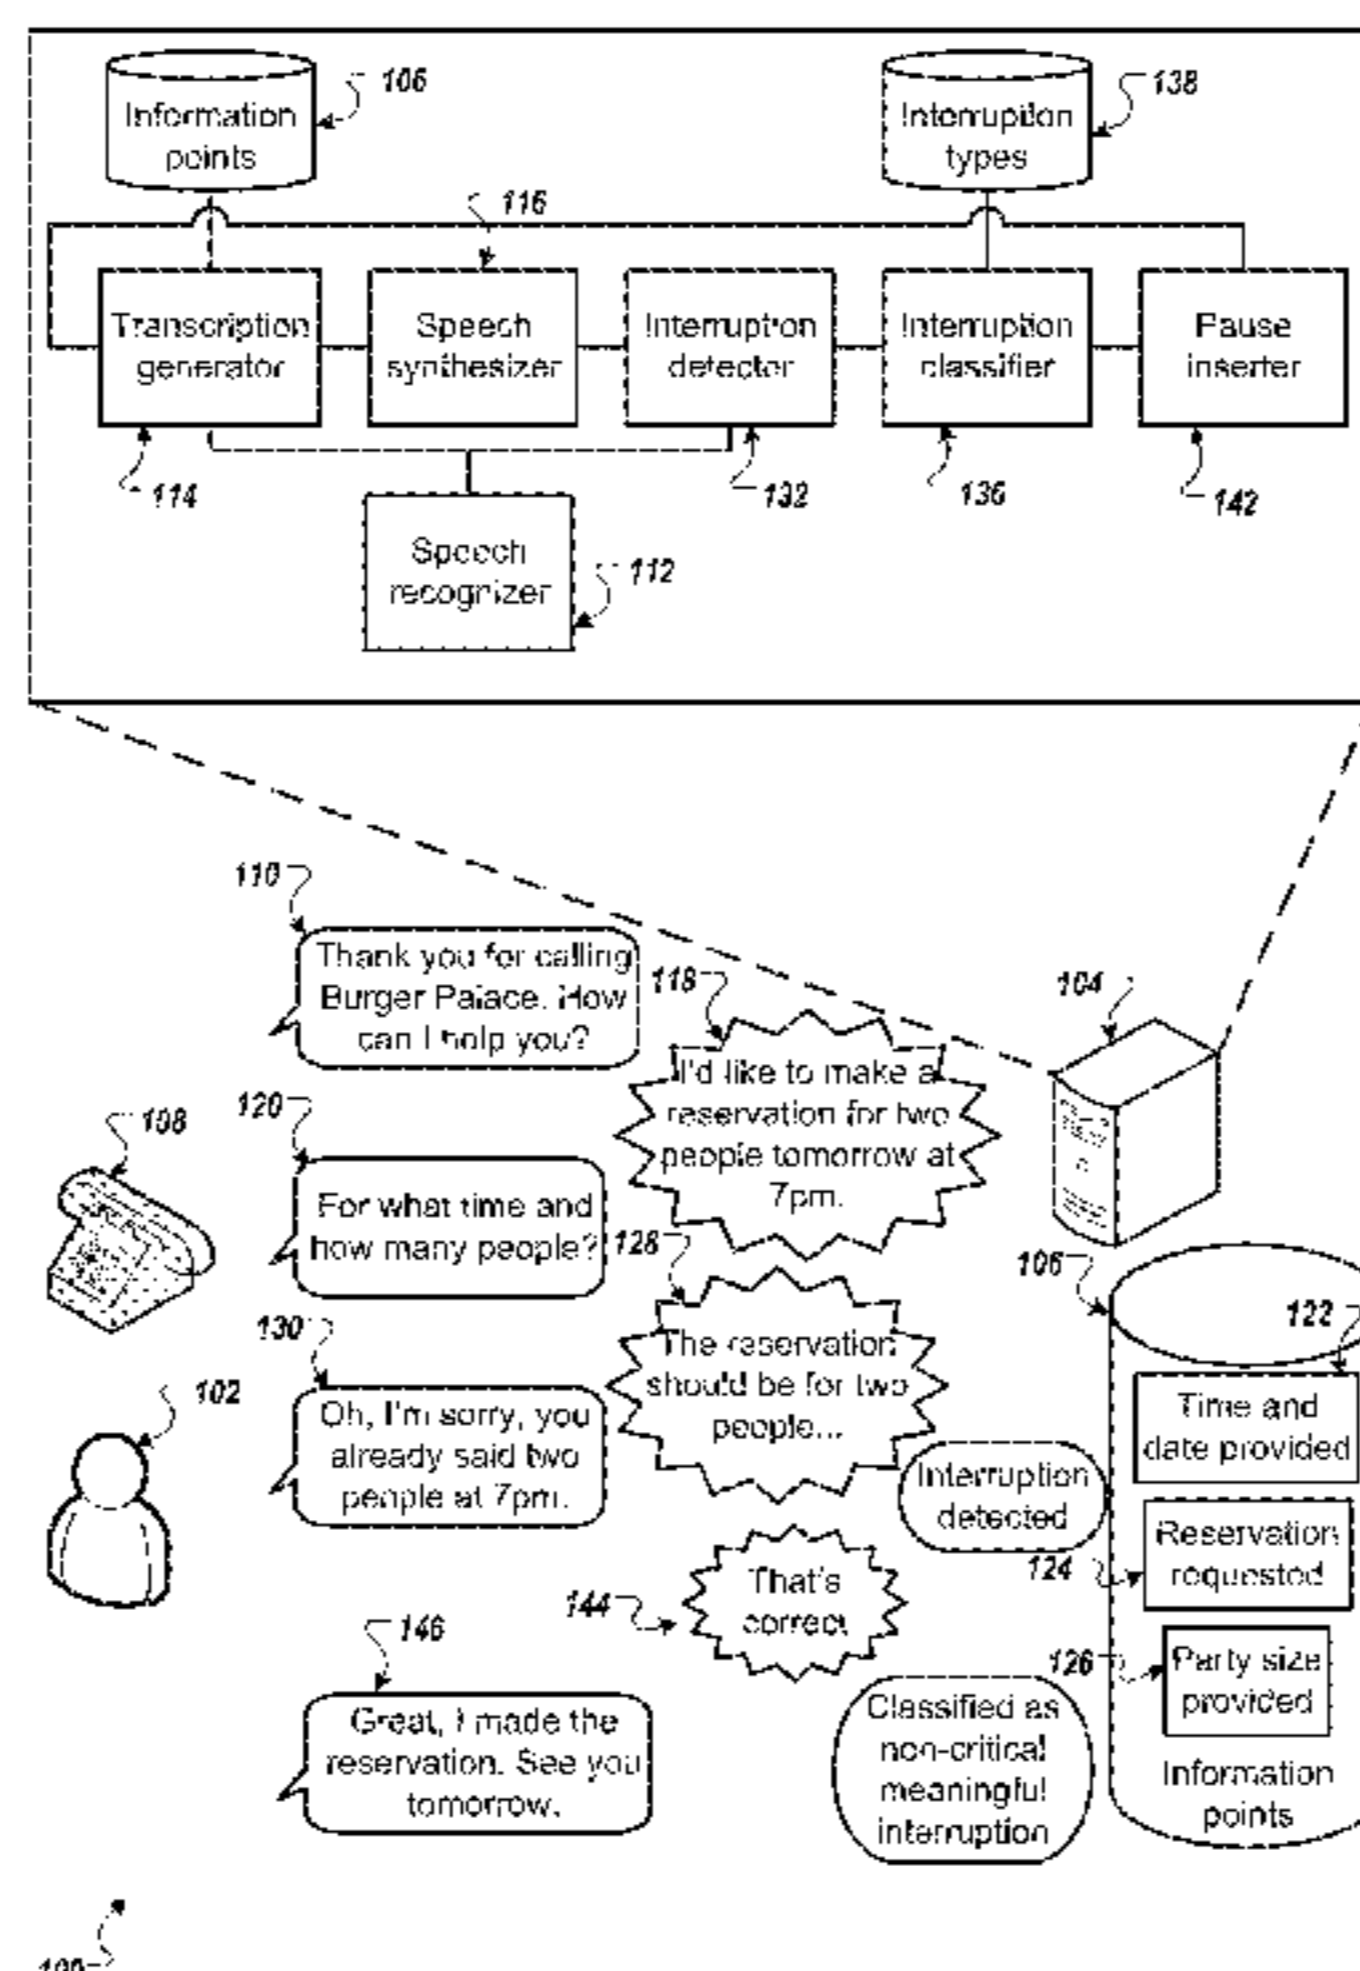 106
138
Information
points
Interruption
types
116
Transcription
generator
Speech
synthesizer
Interruption
detector
Interruption
classifier
Pause
inserter
114
132
136
142
Speech
recognizer
112
110
Thank you for calling
Burger Palace. How
can I help you?
118
I'd like to make a
reservation for two
people tomorrow at
7pm.
104
108
120
For what time and
how many people?
128
The reservation
should be for two
people...
106
122
Time and
date provided
130
Oh, I'm sorry, you
already said two
people at 7pm.
102
Interruption
detected
124
Reservation
requested
144
That's
correct
126
Party size
provided
146
Great, I made the
reservation. See you
tomorrow.
Classified as
non-critical
meaningful
interruption
Information
points
100